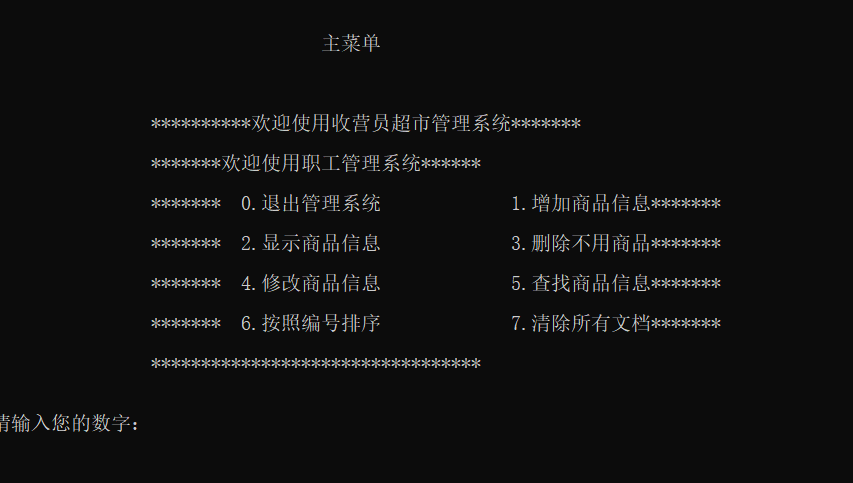 主菜单
**********欢迎使用收营员超市管理系统*******
*******欢迎使用职工管理系统******
******* 0.退出管理系统 1.增加商品信息*******
******* 2.显示商品信息 3.删除不用商品*******
******* 4.修改商品信息 5.查找商品信息*******
******* 6.按照编号排序 7.清除所有文档*******
*********************************
请输入您的数字：